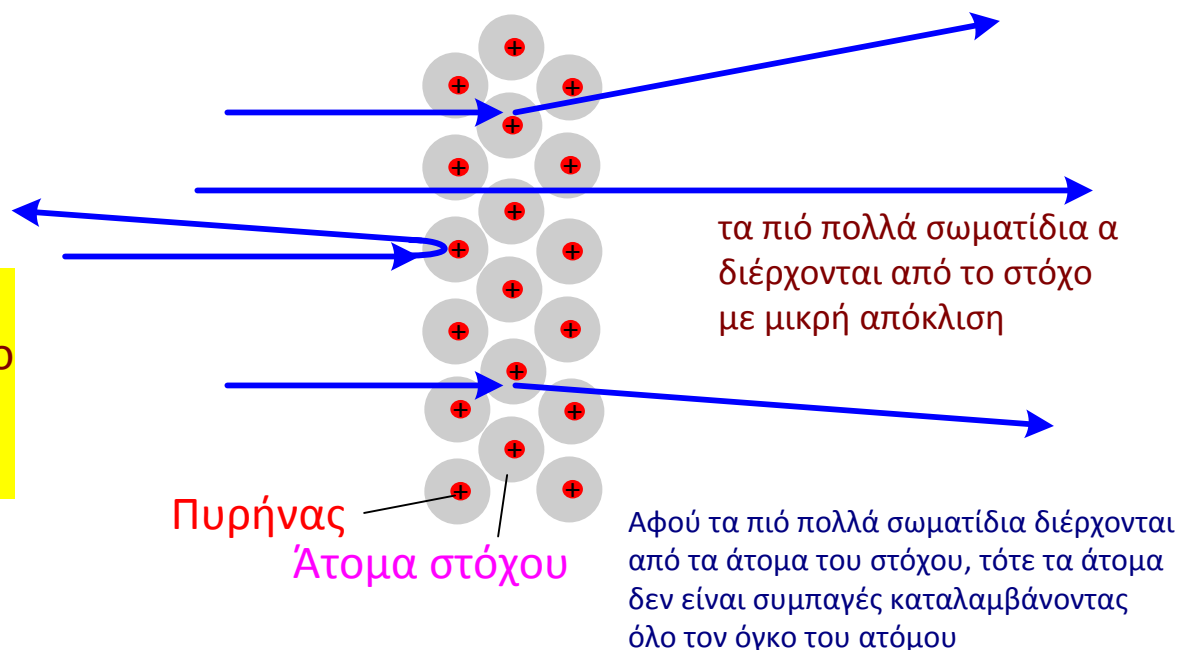 τα πιό πολλά σωματίδια α
διέρχονται από το στόχο
με μικρή απόκλιση
Πυρήνας
Άτομα στόχου
Αφού τα πιό πολλά σωματίδια διέρχονται
από τα άτομα του στόχου, τότε τα άτομα
δεν είναι συμπαγές καταλαμβάνοντας
όλο τον όγκο του ατόμου